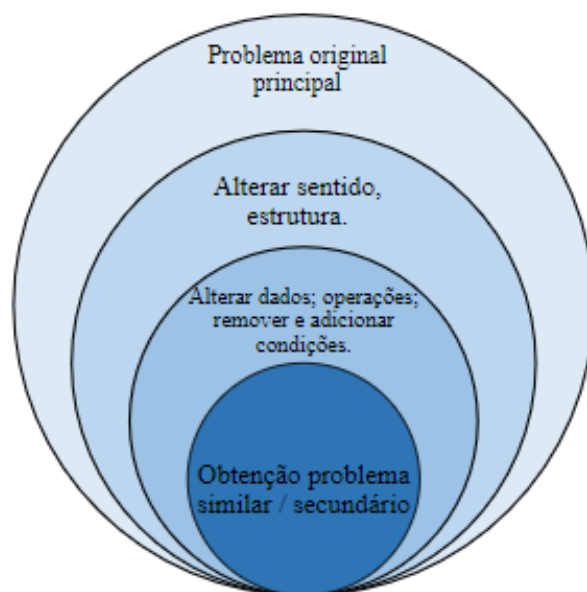 Problema original
principal
Alterar sentido,
estrutura.
Alterar dados; operações;
remover e adicionar
condições.
Obtenção problema
similar / secundário